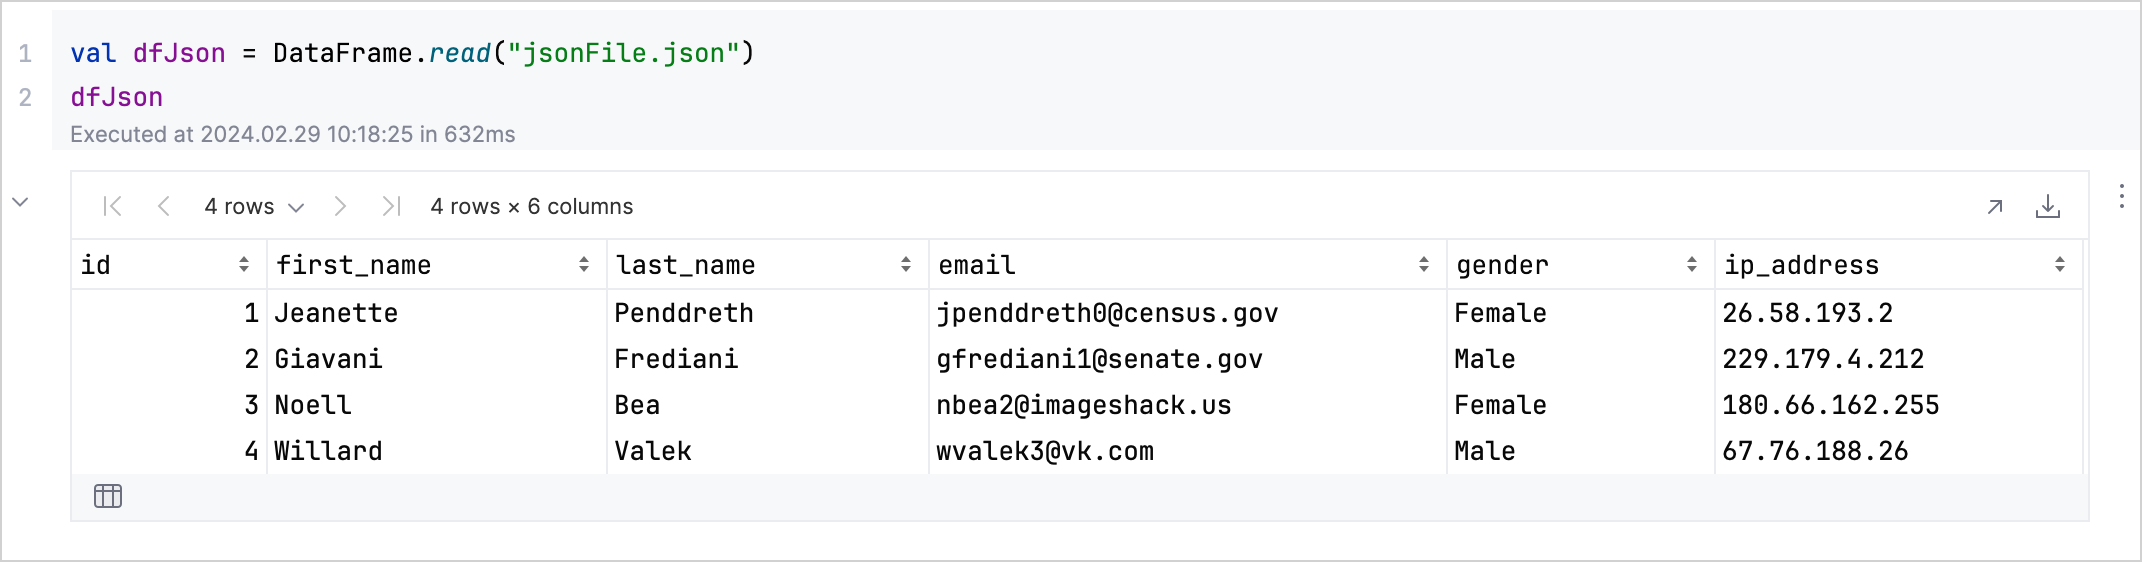 1 val dfJson = DataFrame.read("jsonFile.json")
2 dfJson
Executed at 2024.02.29 10:18:25 in 632ms
4 rows 4 rows × 6 columns
id first_name last_name email gender ip_address
1 Jeanette Penddreth jpenddreth0@census.gov Female 26.58.193.2
2 Giavani Frediani gfrediani1@senate.gov Male 229.179.4.212
3 Noell Bea nbea2@imageshack.us Female 180.66.162.255
4 Willard Valek wvalek3@vk.com Male 67.76.188.26